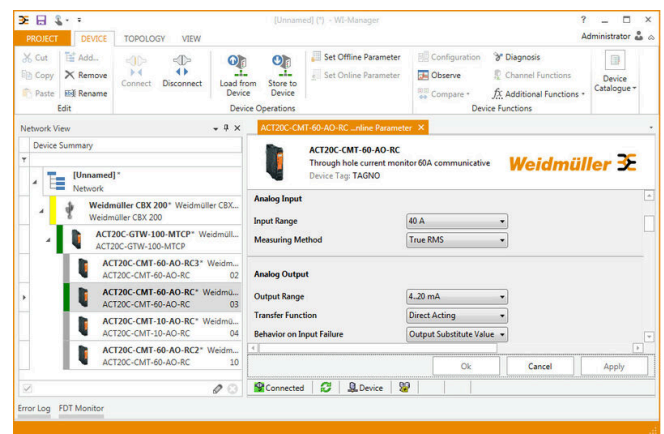 [Unnamed] (*) - WI-Manager
PROJECT DEVICE TOPOLOGY VIEW Administrator
Cut Add... Set Offline Parameter Configuration Diagnosis
Copy Remove Connect Disconnect Load from Device Store to Device Set Online Parameter Observe Channel Functions Device Catalogue
Paste Rename Compare Additional Functions
Edit Device Operations Device Functions
Network View
Device Summary
[Unnamed]*
Network
Weidmüller CBX 200* Weidmüller CBX...
Weidmüller CBX 200
ACT20C-GTW-100-MTCP* Weidmüll...
ACT20C-GTW-100-MTCP
ACT20C-CMT-60-AO-RC3* Weidm...
ACT20C-CMT-60-AO-RC 02
ACT20C-CMT-60-AO-RC* Weidmü...
ACT20C-CMT-60-AO-RC 03
ACT20C-CMT-10-AO-RC* Weidmü...
ACT20C-CMT-10-AO-RC 04
ACT20C-CMT-60-AO-RC2* Weidm...
ACT20C-CMT-60-AO-RC 10
ACT20C-CMT-60-AO-RC ...nline Parameter
ACT20C-CMT-60-AO-RC
Through hole current monitor 60A communicative
Device Tag: TAGNO
Weidmüller
Analog Input
Input Range 40 A
Measuring Method True RMS
Analog Output
Output Range 4..20 mA
Transfer Function Direct Acting
Behavior on Input Failure Output Substitute Value
Ok Cancel Apply
Connected Device
Error Log FDT Monitor